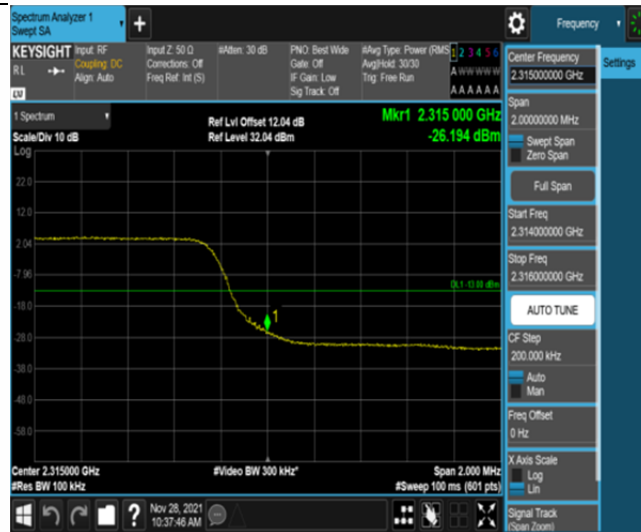 Spectrum Analyzer 1
Swept SA
+
Frequency
KEYSIGHT
Input: RF
Input Z: 50 Ω
#Atten: 30 dB
PNO: Best Wide
#Avg Type: Power (RMS
1 2 3 4 5 6
RL
Coupling: DC
Corrections: Off
Gate: Off
Avg|Hold: 30/30
A W W W W W
Align: Auto
Freq Ref: Int (S)
IF Gain: Low
Trig: Free Run
Sig Track: Off
A A A A A A
LXI
1 Spectrum
Ref Lvl Offset 12.04 dB
Mkr1 2.315 000 GHz
Scale/Div 10 dB
Ref Level 32.04 dBm
-26.194 dBm
Log
22.0
12.0
2.04
-7.96
DL1 -13.00 dBm
-18.0
1
-28.0
-38.0
-48.0
-58.0
Center 2.315000 GHz
#Video BW 300 kHz*
Span 2.000 MHz
#Res BW 100 kHz
#Sweep 100 ms (601 pts)
?
Nov 28, 2021
10:37:46 AM
Center Frequency
2.315000000 GHz
Settings
Span
2.00000000 MHz
Swept Span
Zero Span
Full Span
Start Freq
2.314000000 GHz
Stop Freq
2.316000000 GHz
AUTO TUNE
CF Step
200.000 kHz
Auto
Man
Freq Offset
0 Hz
X Axis Scale
Log
Lin
Signal Track
(Span Zoom)